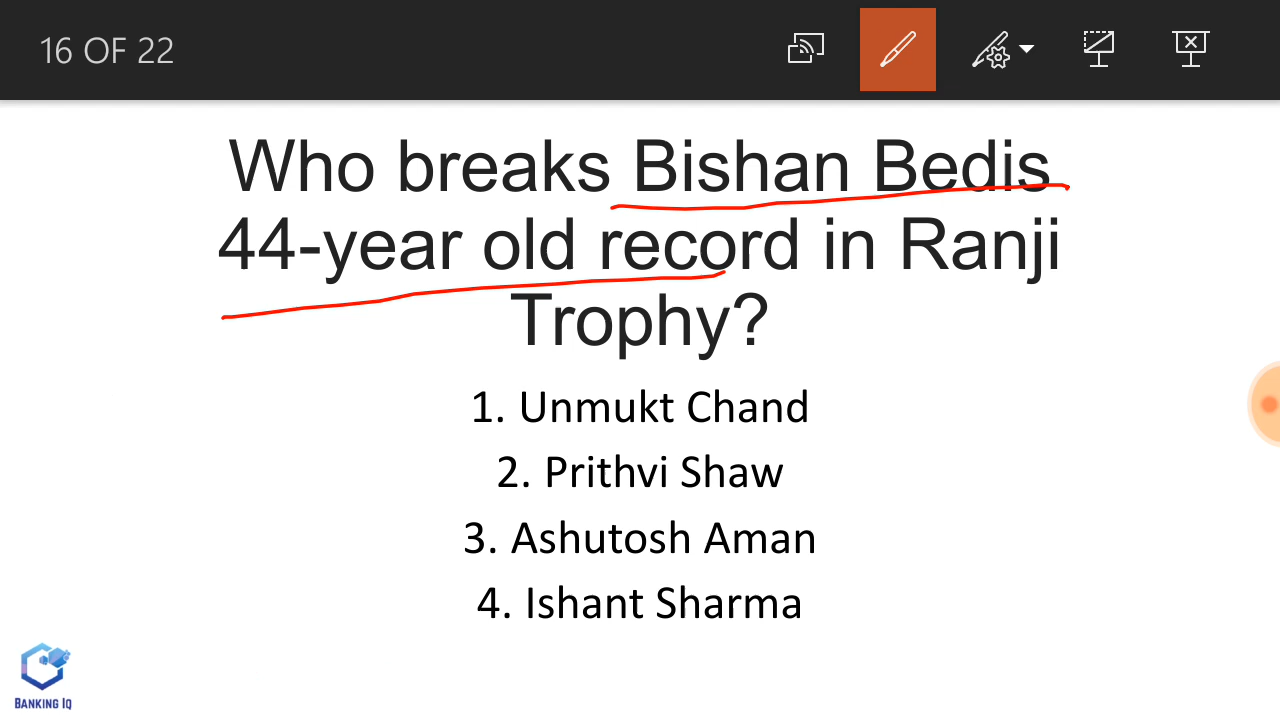 16 OF 22
Who breaks Bishan Bedis
44-year old record in Ranji
Trophy?
1. Unmukt Chand
2. Prithvi Shaw
3. Ashutosh Aman
4. Ishant Sharma
BANKING IQ